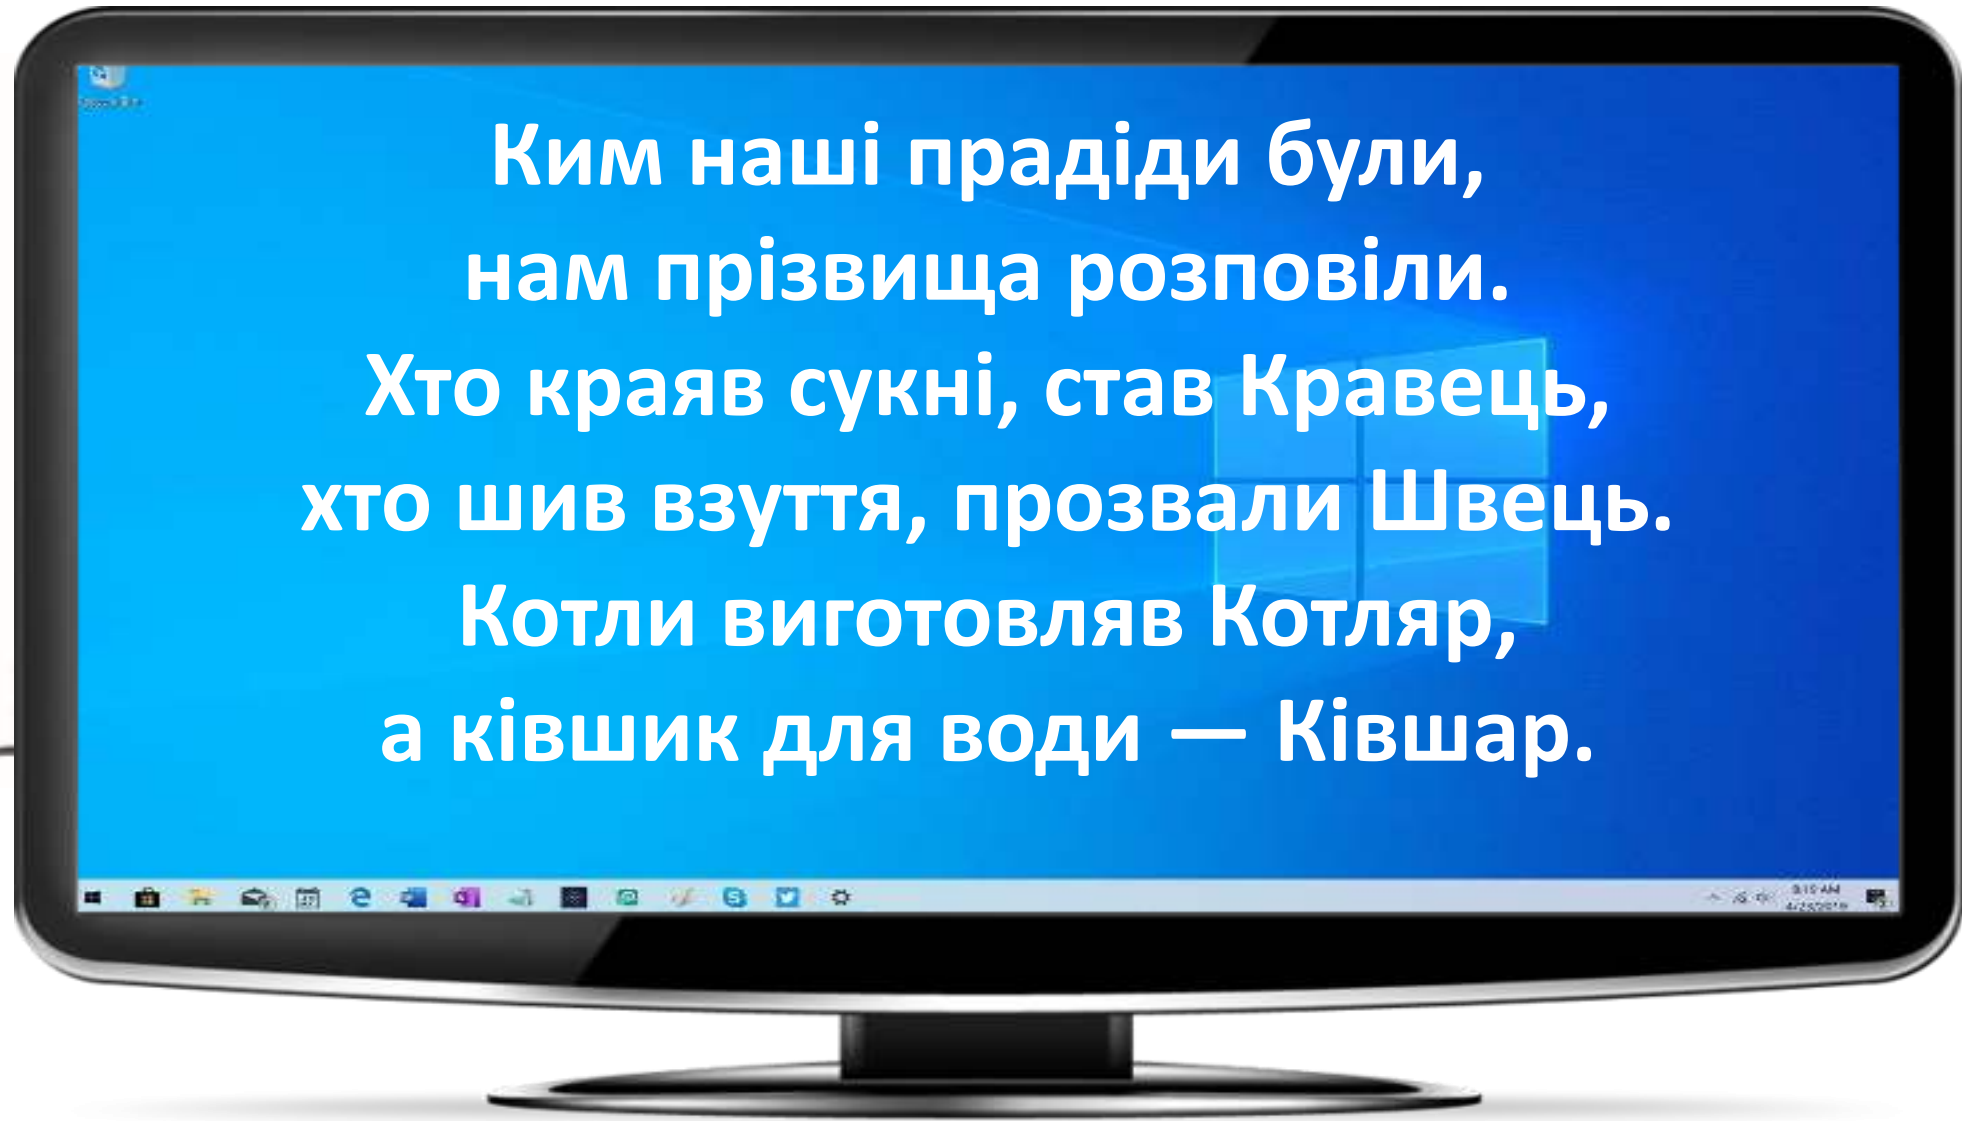 Ким наші прадіди були,
нам прізвища розповіли.
Хто краяв сукні, став Кравець,
хто шив взуття, прозвали Швець.
Котли виготовляв Котляр,
а ківшик для води — Ківшар.